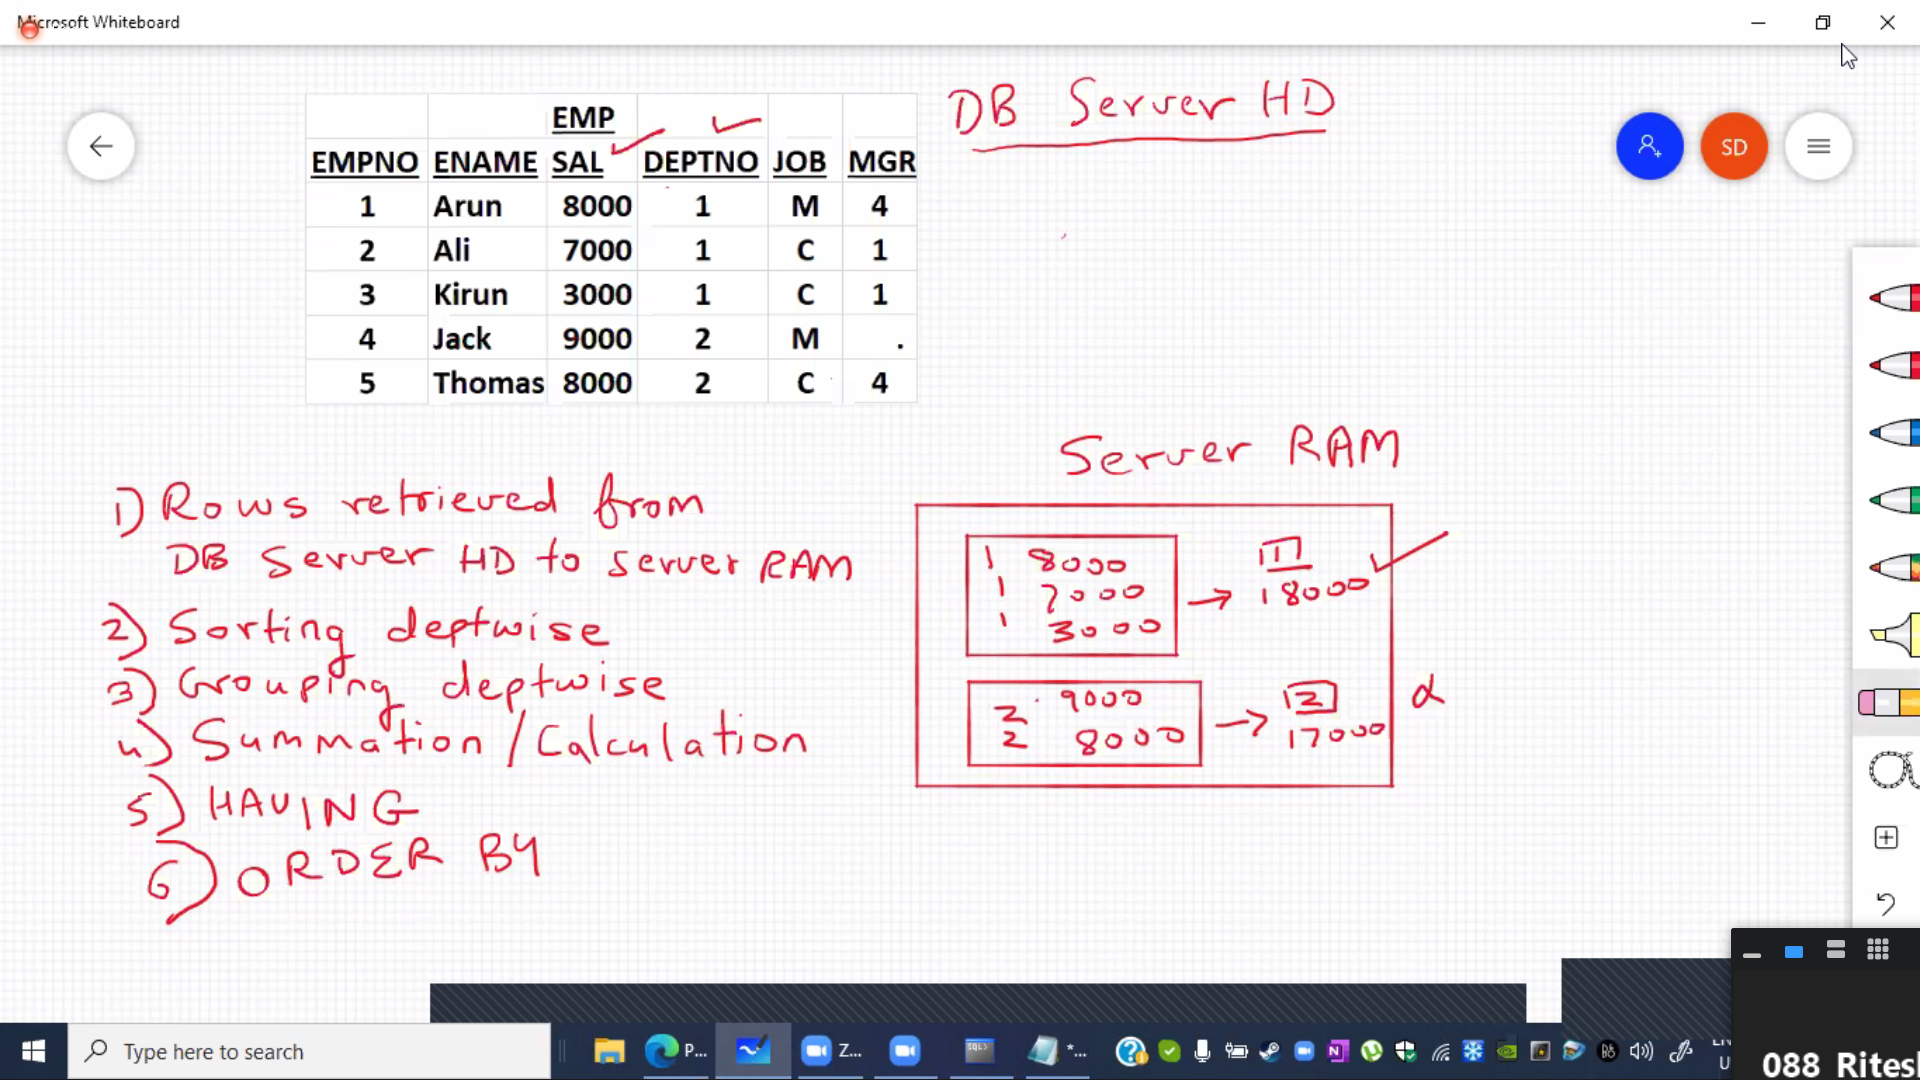 Microsoft Whiteboard
EMP
EMPNO ENAME SAL DEPTNO JOB MGR
1 Arun 8000 1 M 4
2 Ali 7000 1 C 1
3 Kirun 3000 1 C 1
4 Jack 9000 2 M .
5 Thomas 8000 2 C 4
DB Server HD
SD
1) Rows retrieved from
DB Server HD to server RAM
2) Sorting deptwise
3) Grouping deptwise
4) Summation / Calculation
5) HAVING
6) ORDER BY
Server RAM
1 8000
1 7000
1 3000
→ 1
18000
2 9000
2 8000
→ 2
17000
Type here to search
P...
Z...
088_Ritesh